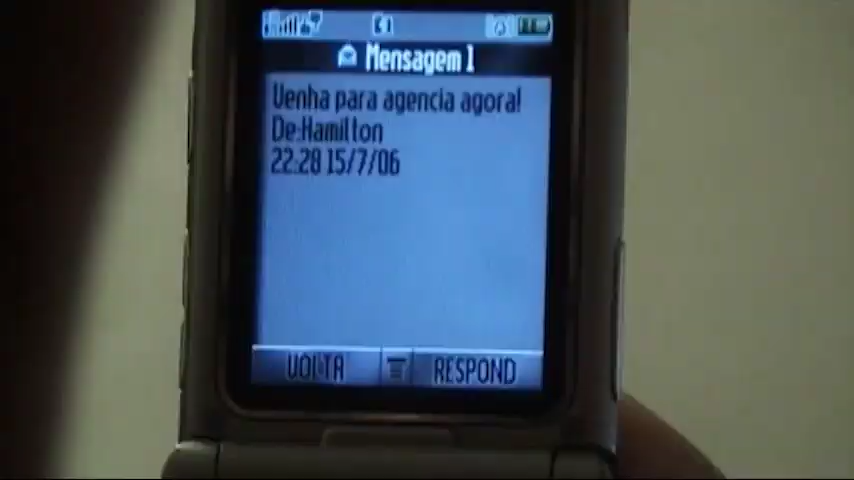 Mensagem 1
Venha para agencia agora!
De:Hamilton
22:28 15/7/06
VOLTA RESPOND